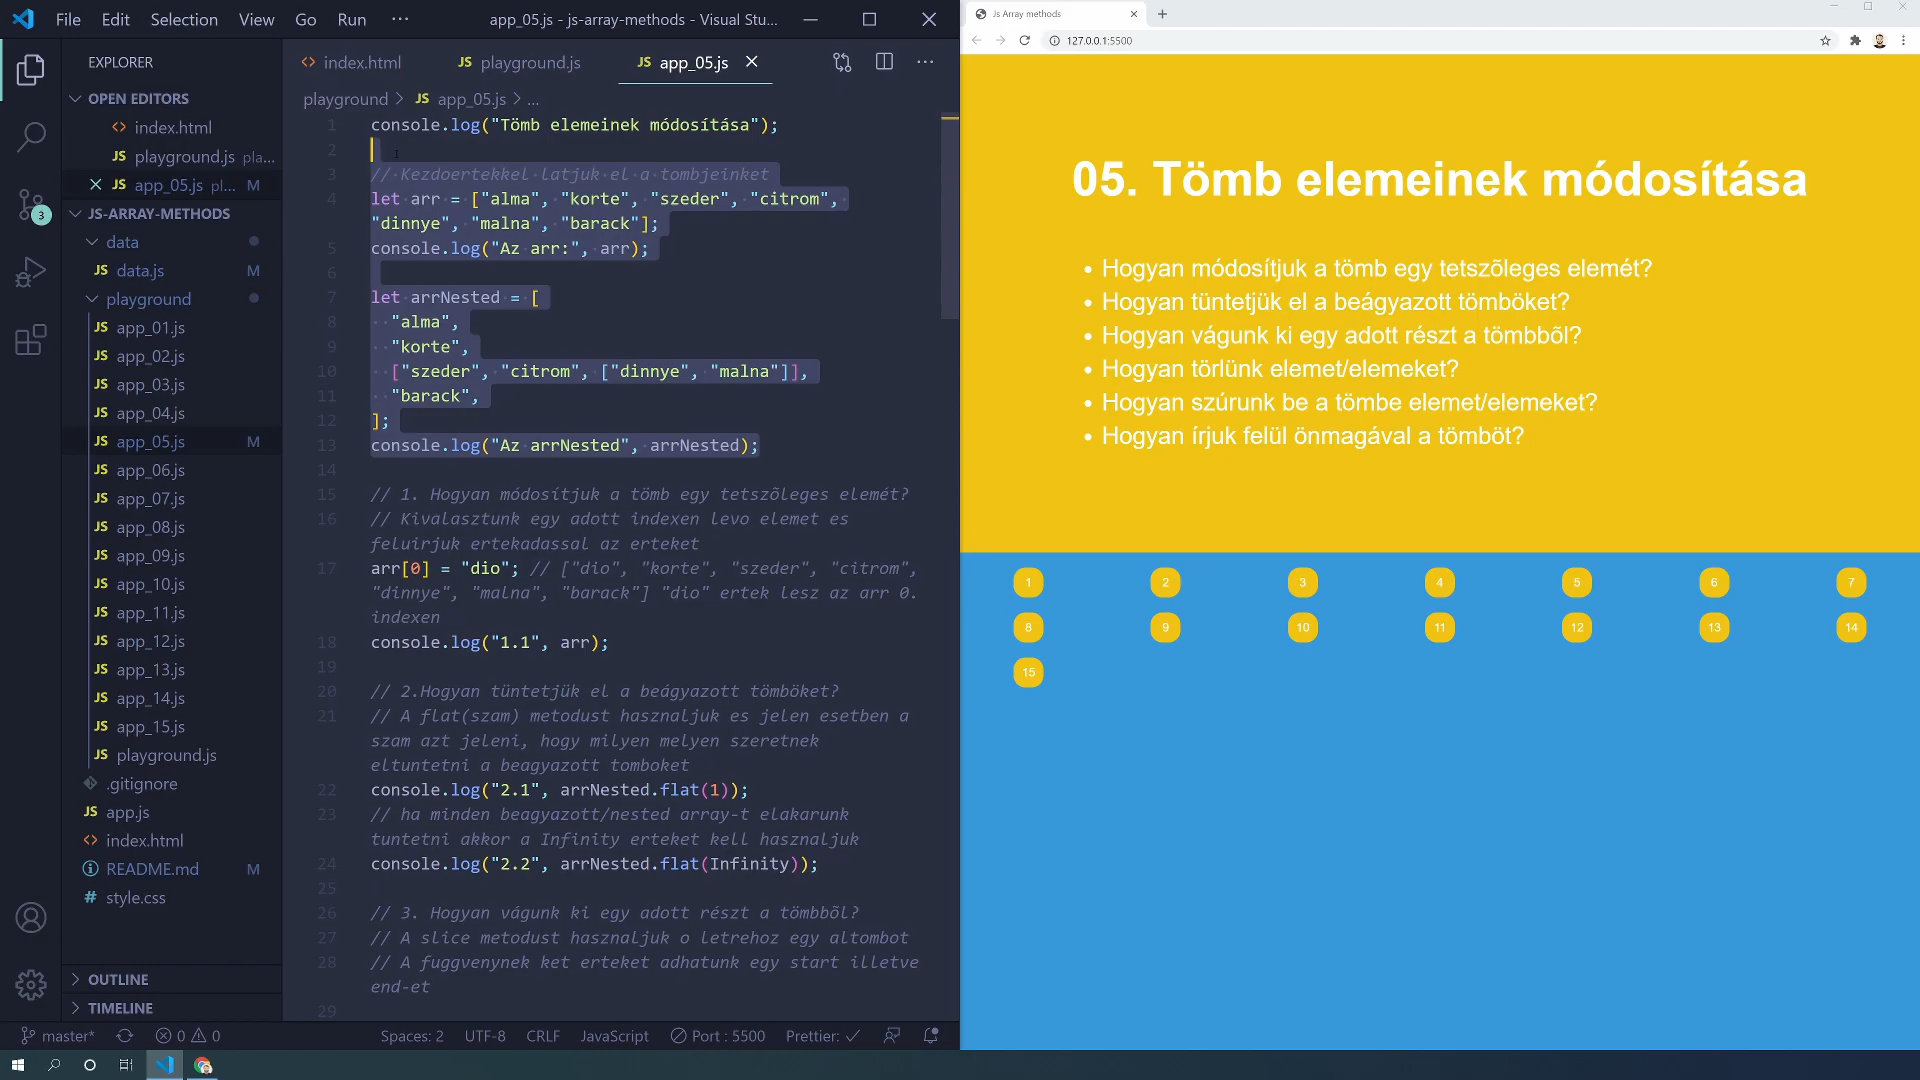 File Edit Selection View Go Run ··· app_05.js - js-array-methods - Visual Stu...
EXPLORER
OPEN EDITORS
index.html
playground.js pla...
app_05.js pl... M
JS-ARRAY-METHODS
data
data.js M
playground
app_01.js
app_02.js
app_03.js
app_04.js
app_05.js M
app_06.js
app_07.js
app_08.js
app_09.js
app_10.js
app_11.js
app_12.js
app_13.js
app_14.js
app_15.js
playground.js
.gitignore
app.js
index.html
README.md M
style.css
OUTLINE
TIMELINE
3
index.html playground.js app_05.js
playground > app_05.js > ...
1 console.log("Tömb elemeinek módosítása");
2
3 // Kezdoertekkel latjuk el a tombjeinket
4 let arr = ["alma", "korte", "szeder", "citrom",
"dinnye", "malna", "barack"];
5 console.log("Az arr:", arr);
6
7 let arrNested = [
8 "alma",
9 "korte",
10 ["szeder", "citrom", ["dinnye", "malna"]],
11 "barack",
12 ];
13 console.log("Az arrNested", arrNested);
14
15 // 1. Hogyan módosítjuk a tömb egy tetszõleges elemét?
16 // Kivalasztunk egy adott indexen levo elemet es
feluirjuk ertekadassal az erteket
17 arr[0] = "dio"; // ["dio", "korte", "szeder", "citrom",
"dinnye", "malna", "barack"] "dio" ertek lesz az arr 0.
indexen
18 console.log("1.1", arr);
19
20 // 2.Hogyan tüntetjük el a beágyazott tömböket?
21 // A flat(szam) metodust hasznaljuk es jelen esetben a
szam azt jeleni, hogy milyen melyen szeretnek
eltuntetni a beagyazott tomboket
22 console.log("2.1", arrNested.flat(1));
23 // ha minden beagyazott/nested array-t elakarunk
tuntetni akkor a Infinity erteket kell hasznaljuk
24 console.log("2.2", arrNested.flat(Infinity));
25
26 // 3. Hogyan vágunk ki egy adott részt a tömbbõl?
27 // A slice metodust hasznaljuk o letrehoz egy altombot
28 // A fuggvenynek ket erteket adhatunk egy start illetve
end-et
29
master* 0 0 Spaces: 2 UTF-8 CRLF JavaScript Port : 5500 Prettier: ✓
Js Array methods
127.0.0.1:5500
05. Tömb elemeinek módosítása
• Hogyan módosítjuk a tömb egy tetszõleges elemét?
• Hogyan tüntetjük el a beágyazott tömböket?
• Hogyan vágunk ki egy adott részt a tömbbõl?
• Hogyan törlünk elemet/elemeket?
• Hogyan szúrunk be a tömbe elemet/elemeket?
• Hogyan írjuk felül önmagával a tömböt?
1 2 3 4 5 6 7
8 9 10 11 12 13 14
15